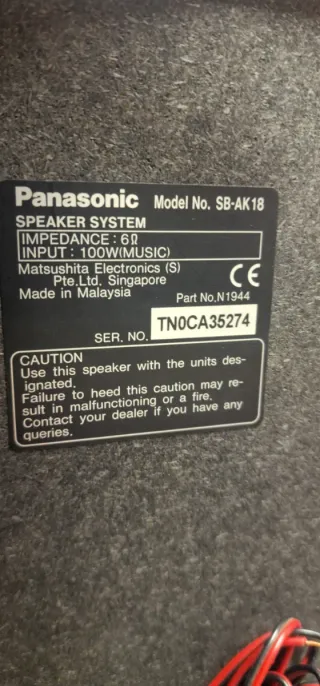 Panasonic Model No. SB-AK18
SPEAKER SYSTEM
IMPEDANCE : 6Ω
INPUT : 100W(MUSIC)
Matsushita Electronics (S)
Pte.Ltd. Singapore
Made in Malaysia
CE
Part No.N1944
SER. NO. TN0CA35274
CAUTION
Use this speaker with the units des-
ignated.
Failure to heed this caution may re-
sult in malfunctioning or a fire.
Contact your dealer if you have any
queries.